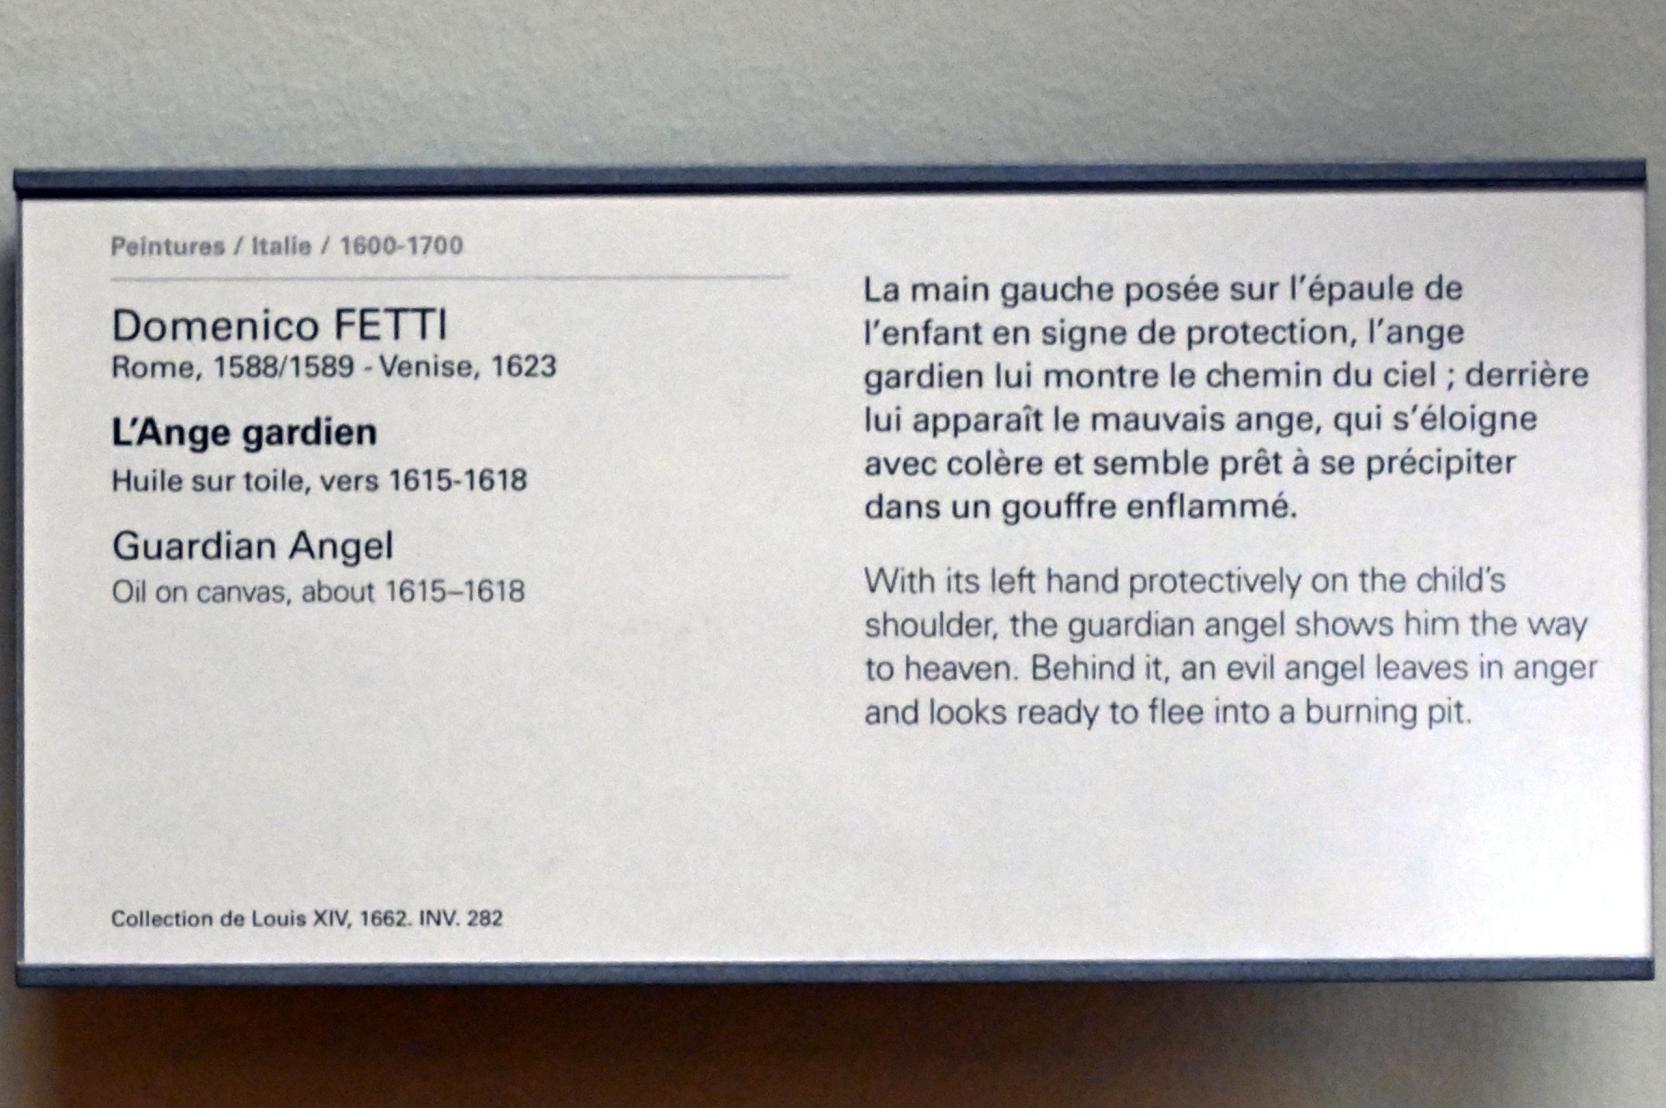 Peintures / Italie / 1600-1700
Domenico FETTI
Rome, 1588/1589 - Venise, 1623
L'Ange gardien
Huile sur toile, vers 1615-1618
Guardian Angel
Oil on canvas, about 1615–1618
Collection de Louis XIV, 1662. INV. 282
La main gauche posée sur l'épaule de
l'enfant en signe de protection, l'ange
gardien lui montre le chemin du ciel ; derrière
lui apparaît le mauvais ange, qui s'éloigne
avec colère et semble prêt à se précipiter
dans un gouffre enflammé.
With its left hand protectively on the child's
shoulder, the guardian angel shows him the way
to heaven. Behind it, an evil angel leaves in anger
and looks ready to flee into a burning pit.